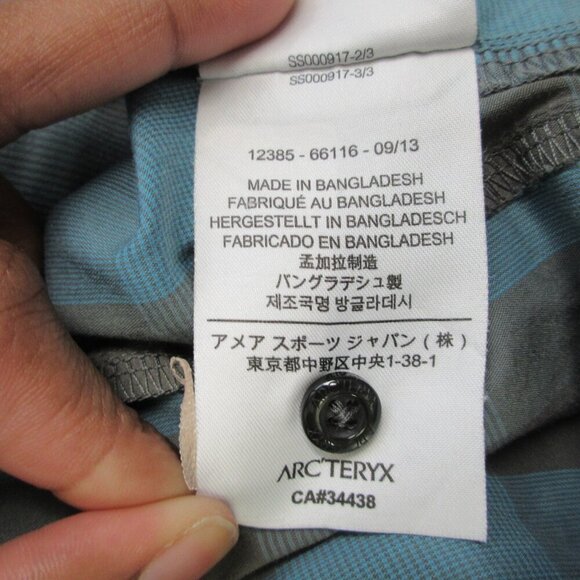 SS000917-2/3
SS000917-3/3
12385 - 66116 - 09/13
MADE IN BANGLADESH
FABRIQUÉ AU BANGLADESH
HERGESTELLT IN BANGLADESCH
FABRICADO EN BANGLADESH
孟加拉制造
バングラデシュ製
제조국명 방글라데시
アメア スポーツ ジャパン ( 株 )
東京都中野区中央1-38-1
ARC'TERYX
CA#34438